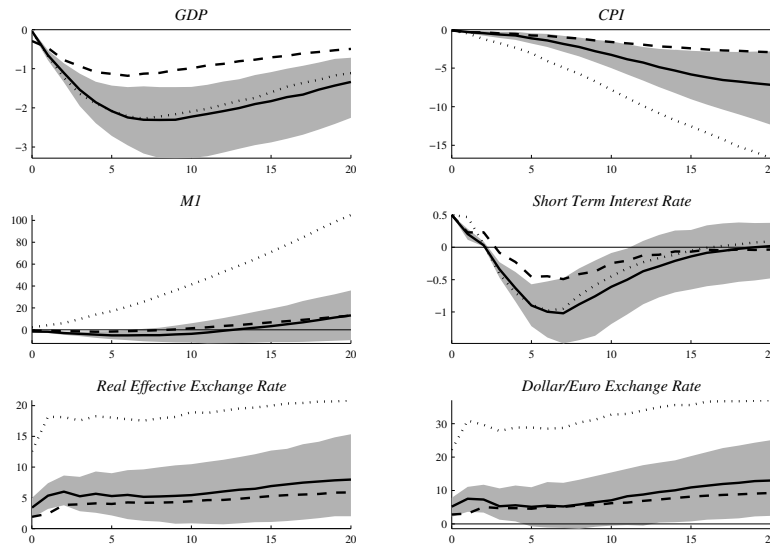 GDP
0
−1
−2
−3
0 5 10 15 20
CPI
0
−5
−10
−15
0 5 10 15 20
M1
100
80
60
40
20
0
0 5 10 15 20
Short Term Interest Rate
0.5
0
−0.5
−1
0 5 10 15 20
Real Effective Exchange Rate
20
15
10
5
0
0 5 10 15 20
Dollar/Euro Exchange Rate
30
20
10
0
0 5 10 15 20